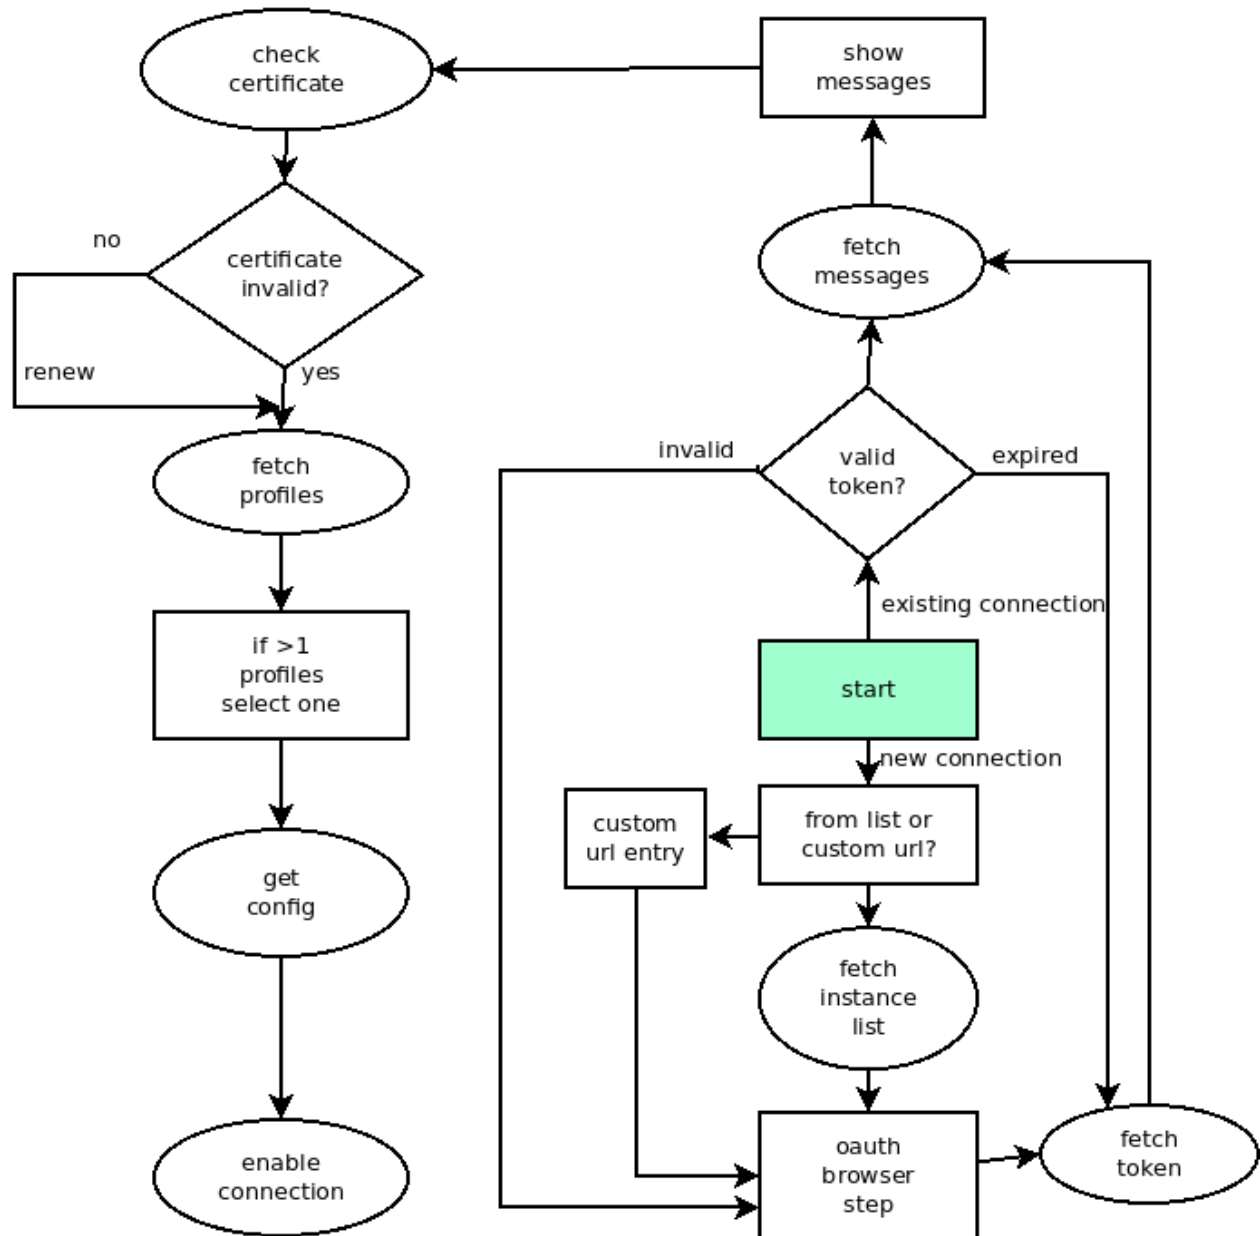 check
certificate
show
messages
no
certificate
invalid?
fetch
messages
renew
yes
fetch
profiles
invalid
valid
token?
expired
existing connection
if >1
profiles
select one
start
new connection
custom
url entry
from list or
custom url?
get
config
fetch
instance
list
enable
connection
oauth
browser
step
fetch
token